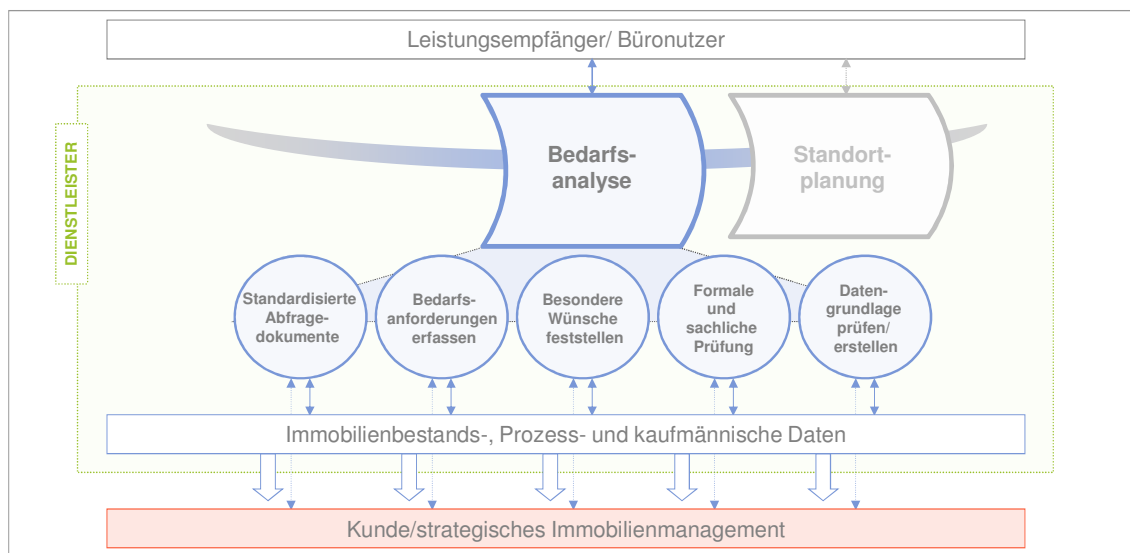 Leistungsempfänger/ Büronutzer
DIENSTLEISTER
Bedarfs-
analyse
Standort-
planung
Standardisierte
Abfrage-
dokumente
Bedarfs-
anforderungen
erfassen
Besondere
Wünsche
feststellen
Formale
und
sachliche
Prüfung
Daten-
grundlage
prüfen/
erstellen
Immobilienbestands-, Prozess- und kaufmännische Daten
Kunde/strategisches Immobilienmanagement